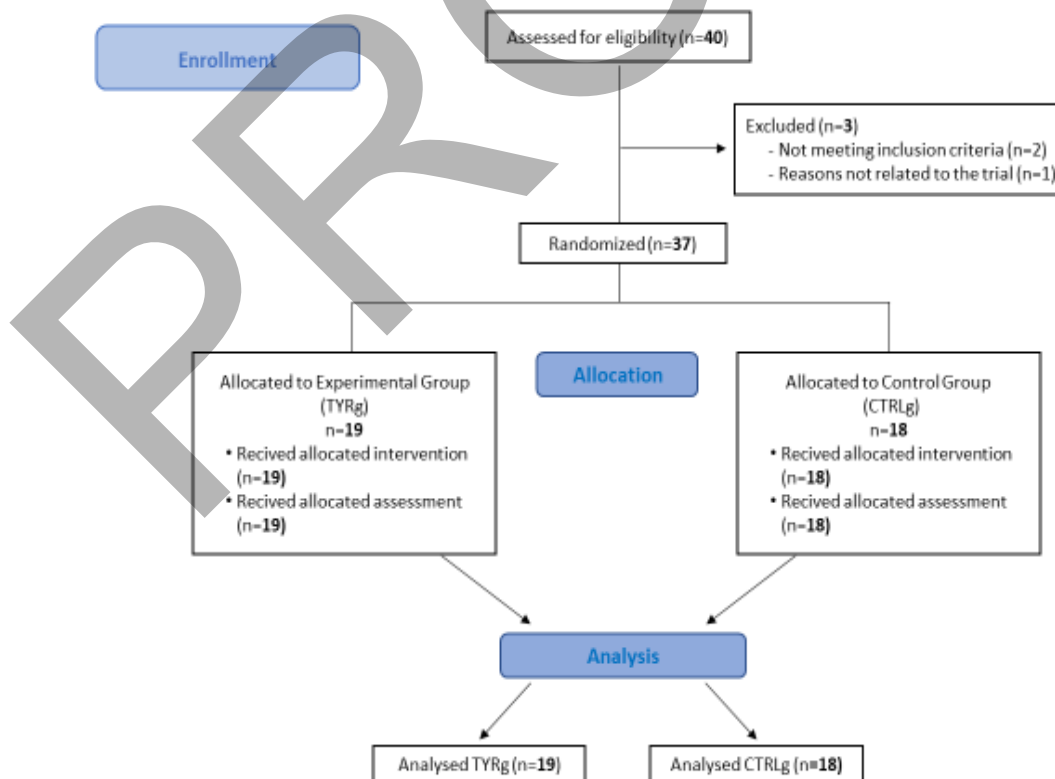 Enrollment
Assessed for eligibility (n=40)
Excluded (n=3)
- Not meeting inclusion criteria (n=2)
- Reasons not related to the trial (n=1)
Randomized (n=37)
Allocated to Experimental Group
(TYRg)
n=19
• Recived allocated intervention
(n=19)
• Recived allocated assessment
(n=19)
Allocation
Allocated to Control Group
(CTRLg)
n=18
• Recived allocated intervention
(n=18)
• Recived allocated assessment
(n=18)
Analysis
Analysed TYRg (n=19)
Analysed CTRLg (n=18)